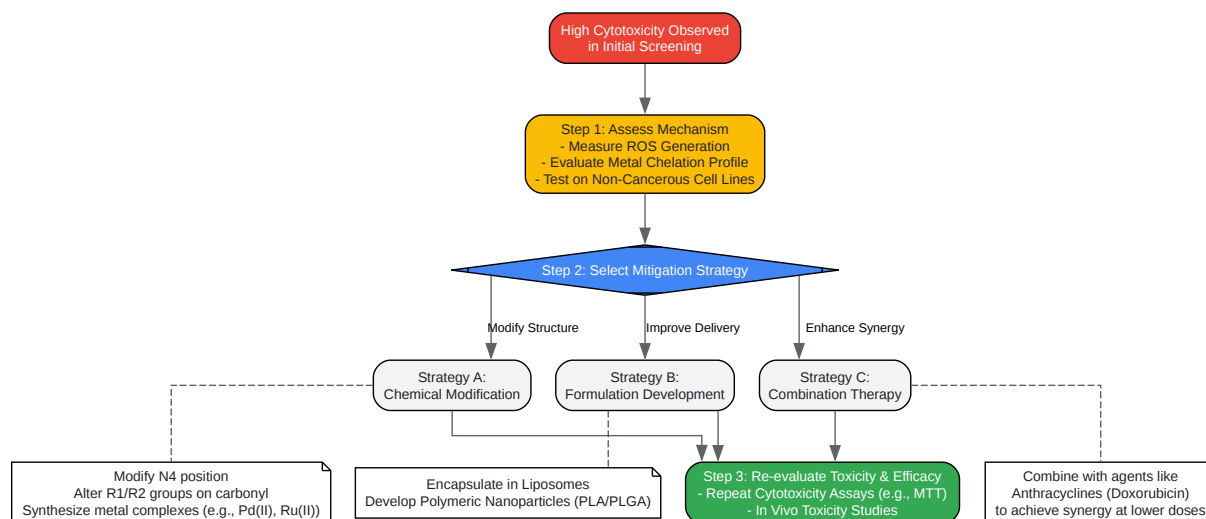 High Cytotoxicity Observed
in Initial Screening
Step 1: Assess Mechanism
- Measure ROS Generation
- Evaluate Metal Chelation Profile
- Test on Non-Cancerous Cell Lines
Step 2: Select Mitigation Strategy
Modify Structure
Improve Delivery
Enhance Synergy
Strategy A:
Chemical Modification
Strategy B:
Formulation Development
Strategy C:
Combination Therapy
Modify N4 position
Alter R1/R2 groups on carbonyl
Synthesize metal complexes (e.g., Pd(II), Ru(II))
Encapsulate in Liposomes
Develop Polymeric Nanoparticles (PLA/PLGA)
Step 3: Re-evaluate Toxicity & Efficacy
- Repeat Cytotoxicity Assays (e.g., MTT)
- In Vivo Toxicity Studies
Combine with agents like
Anthracyclines (Doxorubicin)
to achieve synergy at lower doses